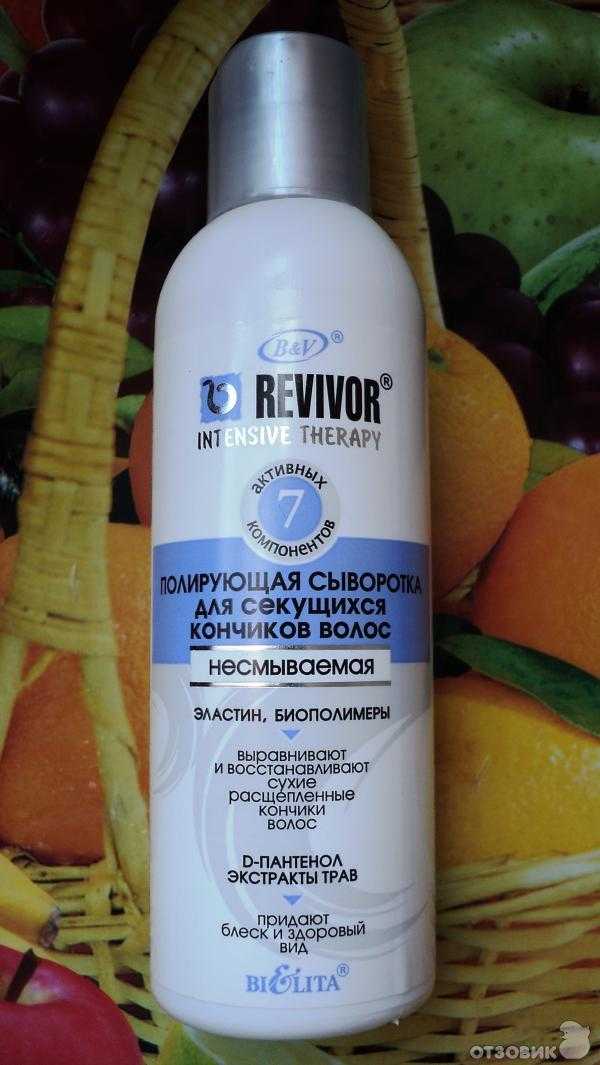 B&V®
REVIVOR®
INTENSIVE THERAPY
активных
7
компонентов
ПОЛИРУЮЩАЯ СЫВОРОТКА
для секущихся
кончиков волос
несмываемая
ЭЛАСТИН, БИОПОЛИМЕРЫ
выравнивают
и восстанавливают
сухие
расщепленные
кончики
волос
D-ПАНТЕНОЛ
ЭКСТРАКТЫ ТРАВ
придают
блеск и здоровый
вид
BIELITA®
ОТЗОВИК